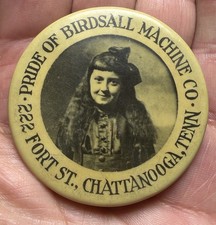 PRIDE OF BIRDSALL MACHINE CO.
222 FORT ST., CHATTANOOGA, TENN